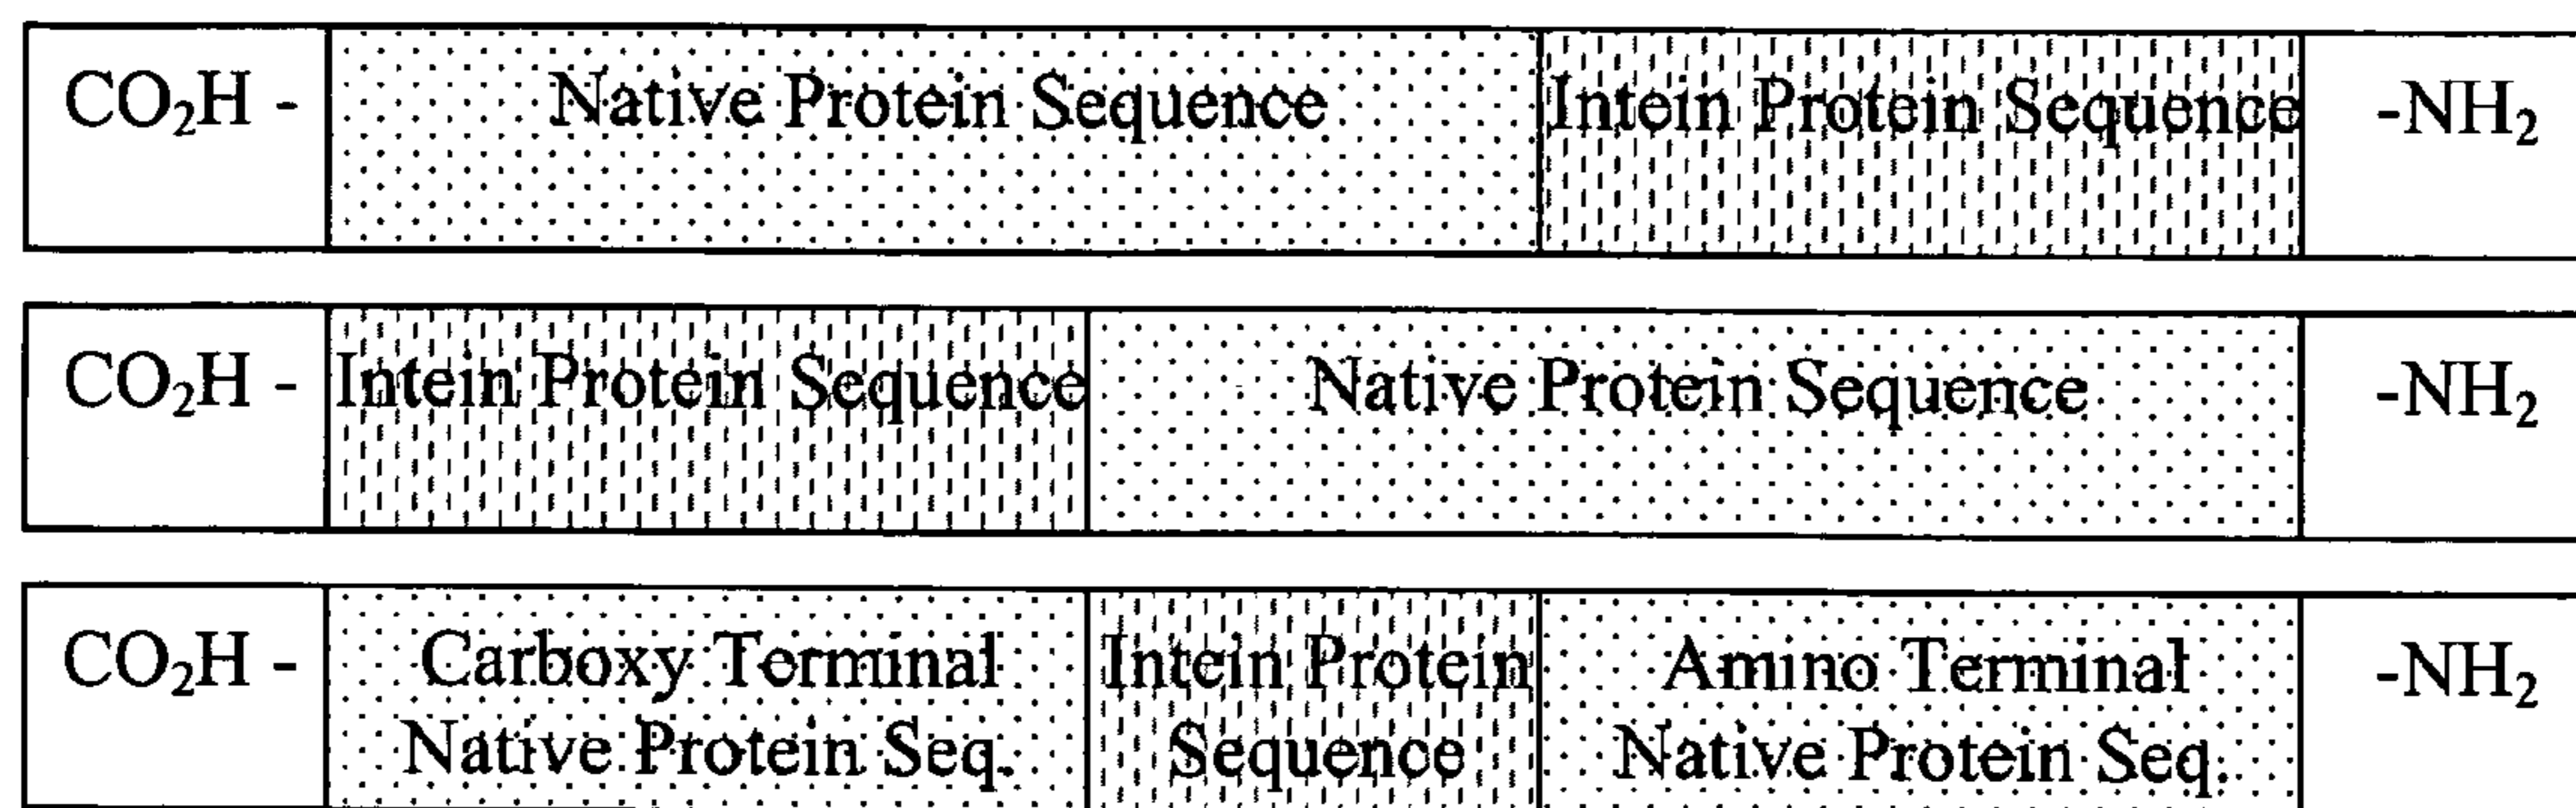 CO₂H - Native Protein Sequence Intein Protein Sequence -NH₂
CO₂H - Intein Protein Sequence Native Protein Sequence -NH₂
CO₂H - Carboxy Terminal Intein Protein Amino Terminal -NH₂
Native Protein Seq. Sequence Native Protein Seq.